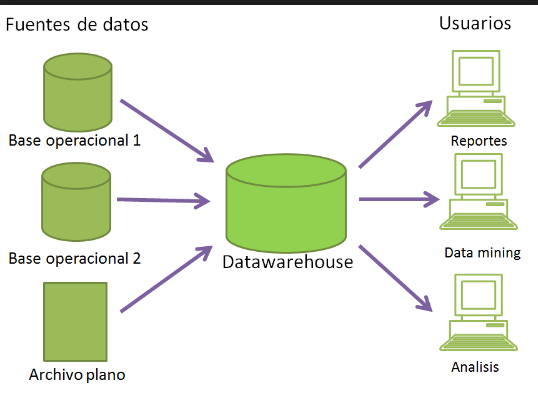 Fuentes de datos
Usuarios
Base operacional 1
Reportes
Base operacional 2
Datawarehouse
Data mining
Archivo plano
Analisis